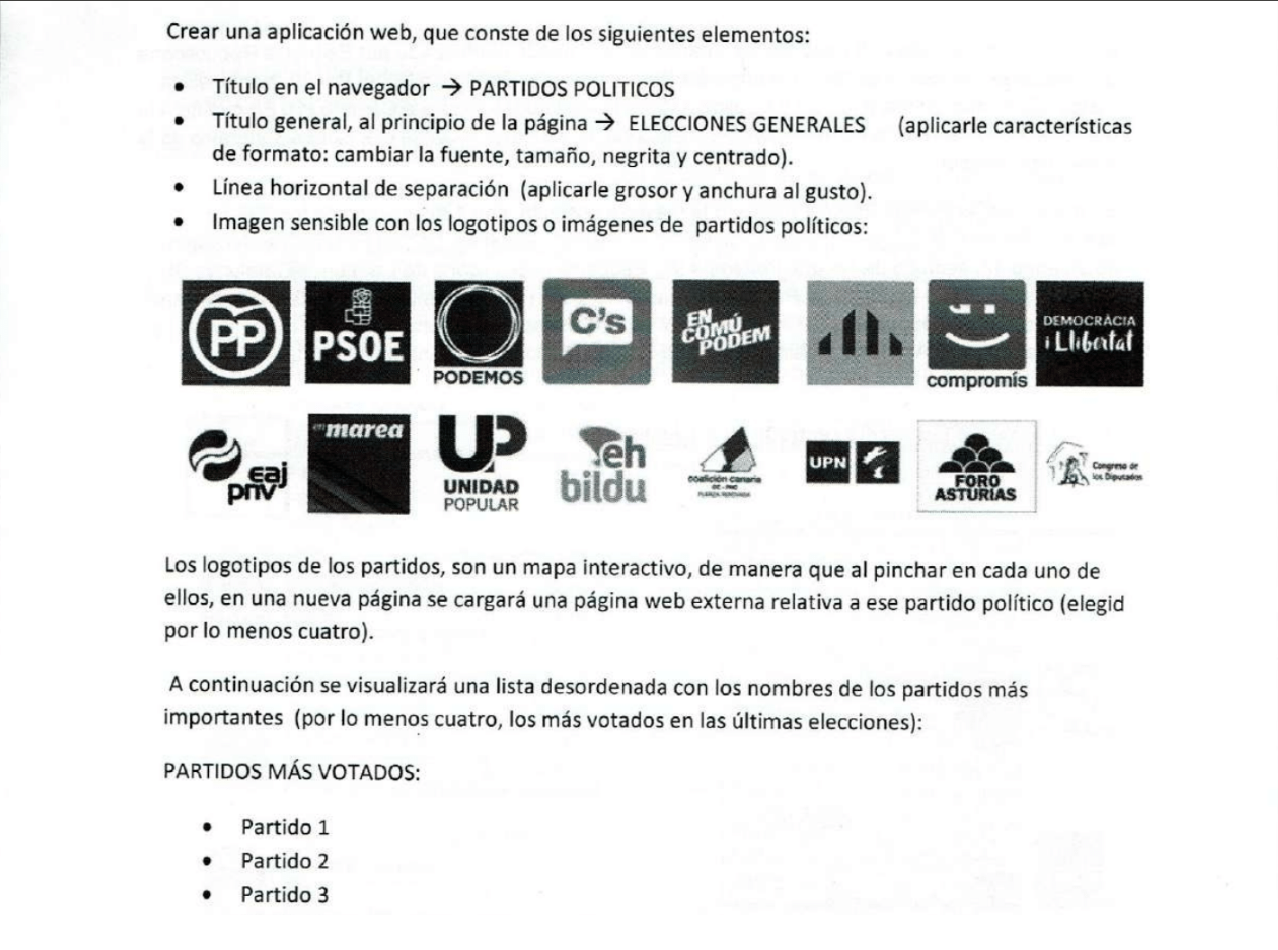 Crear una aplicación web, que conste de los siguientes elementos:
• Título en el navegador → PARTIDOS POLITICOS
• Título general, al principio de la página → ELECCIONES GENERALES (aplicarle características
de formato: cambiar la fuente, tamaño, negrita y centrado).
• Línea horizontal de separación (aplicarle grosor y anchura al gusto).
• Imagen sensible con los logotipos o imágenes de partidos políticos:
PP
PSOE
PODEMOS
C's
EN
COMÚ
PODEM
compromís
DEMOCRÀCIA
i Llibertat
eaj
pnv
en marea
UP
UNIDAD
POPULAR
eh
bildu
coalición canaria
UPN
FORO
ASTURIAS
Congreso de
los Diputados
Los logotipos de los partidos, son un mapa interactivo, de manera que al pinchar en cada uno de
ellos, en una nueva página se cargará una página web externa relativa a ese partido político (elegid
por lo menos cuatro).
A continuación se visualizará una lista desordenada con los nombres de los partidos más
importantes (por lo menos cuatro, los más votados en las últimas elecciones):
PARTIDOS MÁS VOTADOS:
• Partido 1
• Partido 2
• Partido 3